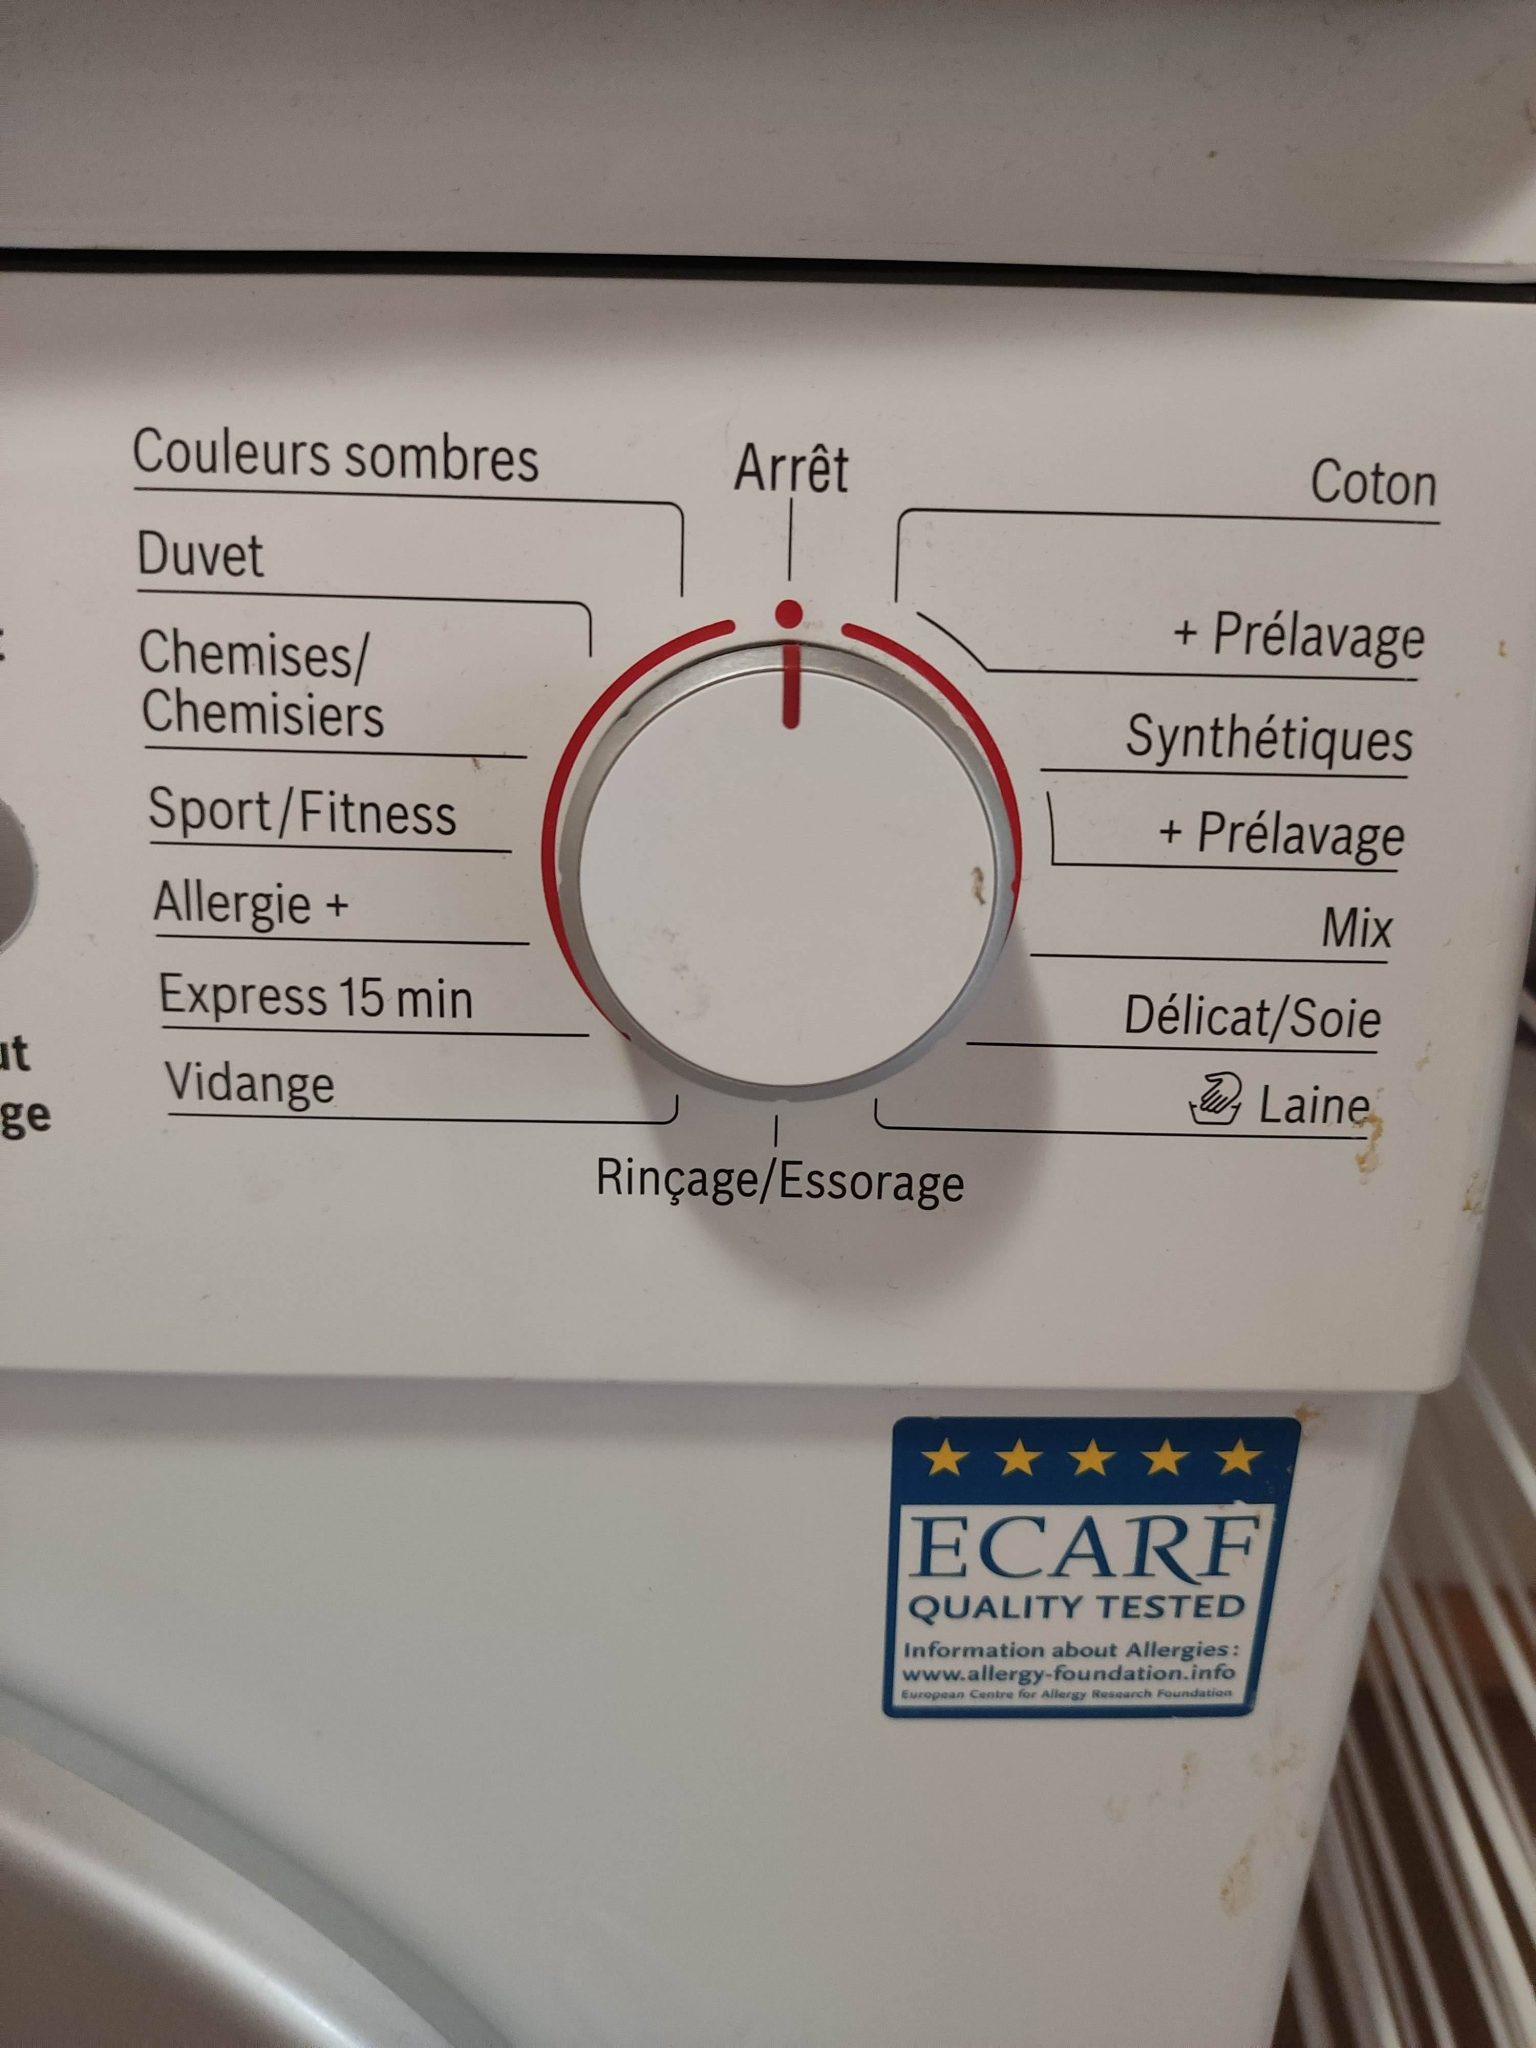 Couleurs sombres
Duvet
Chemises/
Chemisiers
Sport/Fitness
Allergie +
Express 15 min
Vidange
Arrêt
Coton
+ Prélavage
Synthétiques
+ Prélavage
Mix
Délicat/Soie
Laine
Rinçage/Essorage
ECARF
QUALITY TESTED
Information about Allergies:
www.allergy-foundation.info
European Centre for Allergy Research Foundation